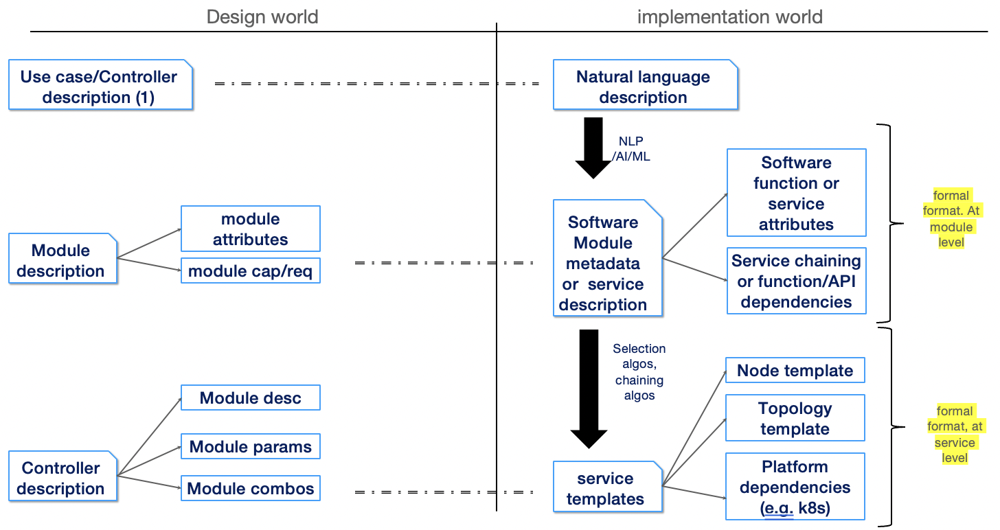 Design world
implementation world
Use case/Controller
description (1)
Natural language
description
NLP
/AI/ML
Software
function or
service
attributes
formal
format. At
module
level
module
attributes
Module
description
module cap/req
Software
Module
metadata
or service
description
Service chaining
or function/API
dependencies
Selection
algos,
chaining
algos
Node template
Module desc
Topology
template
formal
format, at
service
level
Module params
Controller
description
Module combos
service
templates
Platform
dependencies
(e.g. k8s)